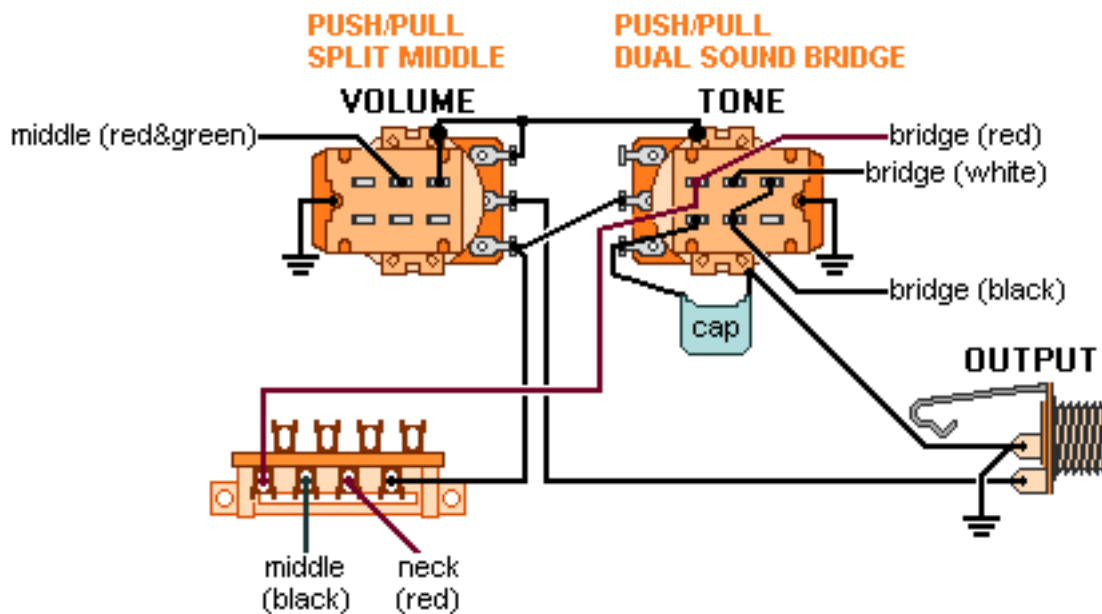 PUSH/PULL
SPLIT MIDDLE
PUSH/PULL
DUAL SOUND BRIDGE
VOLUME
TONE
middle (red&green)
bridge (red)
bridge (white)
bridge (black)
cap
OUTPUT
middle
(black)
neck
(red)